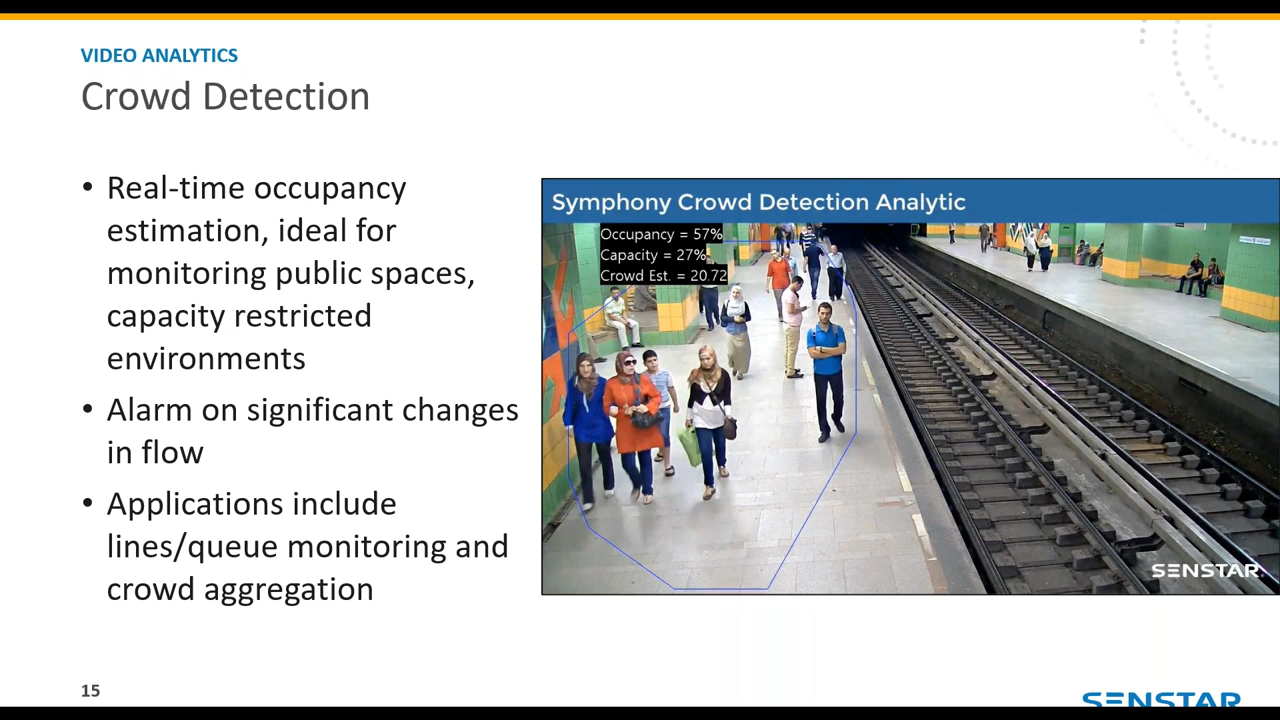 VIDEO ANALYTICS
Crowd Detection
• Real-time occupancy
estimation, ideal for
monitoring public spaces,
capacity restricted
environments
• Alarm on significant changes
in flow
• Applications include
lines/queue monitoring and
crowd aggregation
Symphony Crowd Detection Analytic
Occupancy = 57%
Capacity = 27%
Crowd Est. = 20.72
SENSTAR
15
SENSTAR